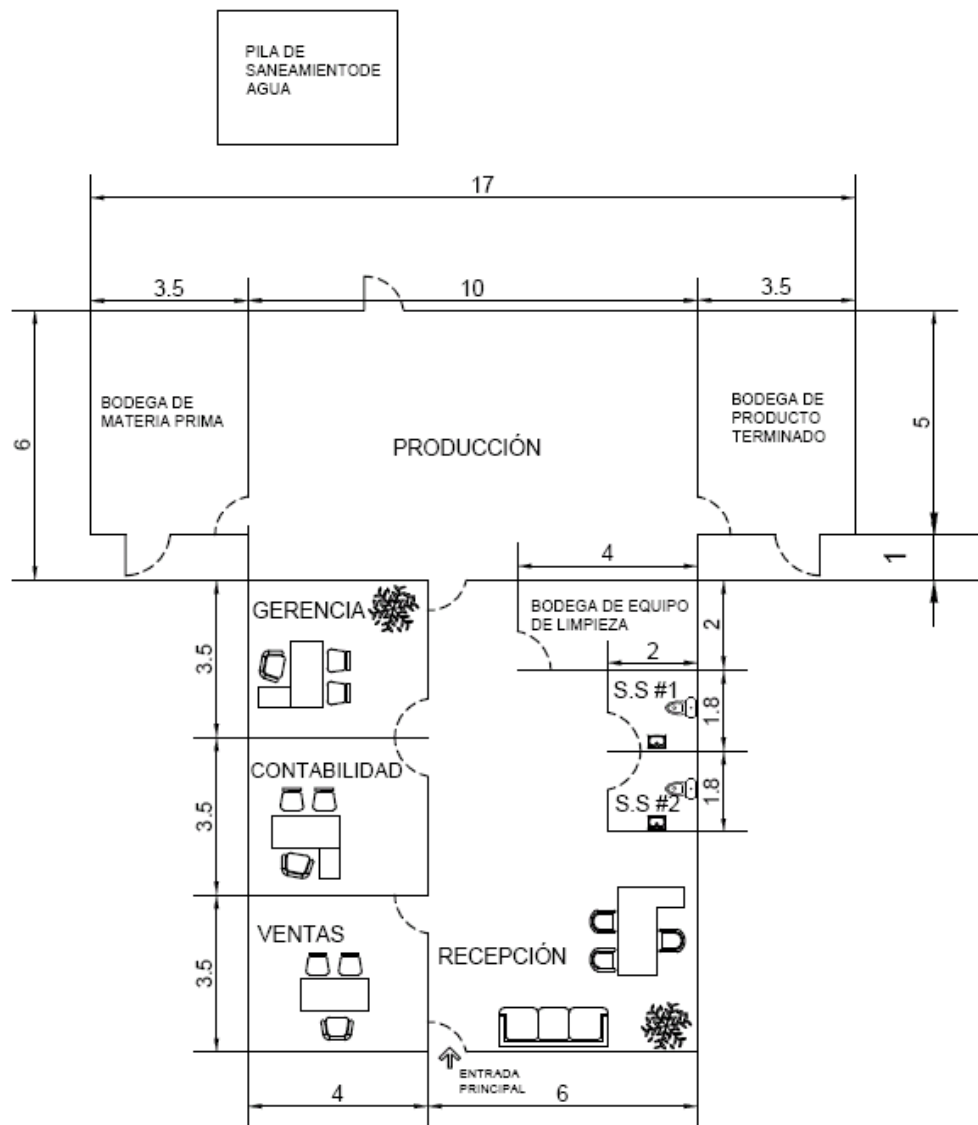 PILA DE
SANEAMIENTODE
AGUA
17
3.5
10
3.5
BODEGA DE
MATERIA PRIMA
BODEGA DE
PRODUCTO
TERMINADO
PRODUCCIÓN
6
5
4
1
GERENCIA
BODEGA DE EQUIPO
DE LIMPIEZA
2
2
3.5
S.S #1
1.8
CONTABILIDAD
3.5
S.S #2
1.8
VENTAS
RECEPCIÓN
3.5
ENTRADA
PRINCIPAL
4
6